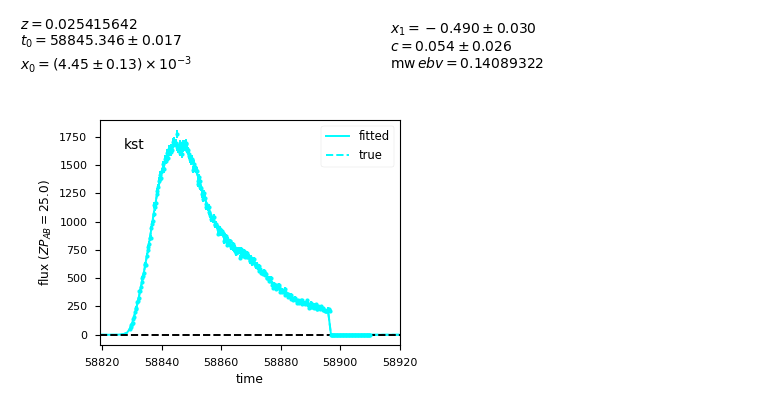 z = 0.025415642
t₀ = 58845.346 ± 0.017
x₀ = (4.45 ± 0.13) × 10⁻³
x₁ = −0.490 ± 0.030
c = 0.054 ± 0.026
mw ebv = 0.14089322
kst
fitted
true
flux (ZP_AB = 25.0)
1750
1500
1250
1000
750
500
250
0
58820 58840 58860 58880 58900 58920
time